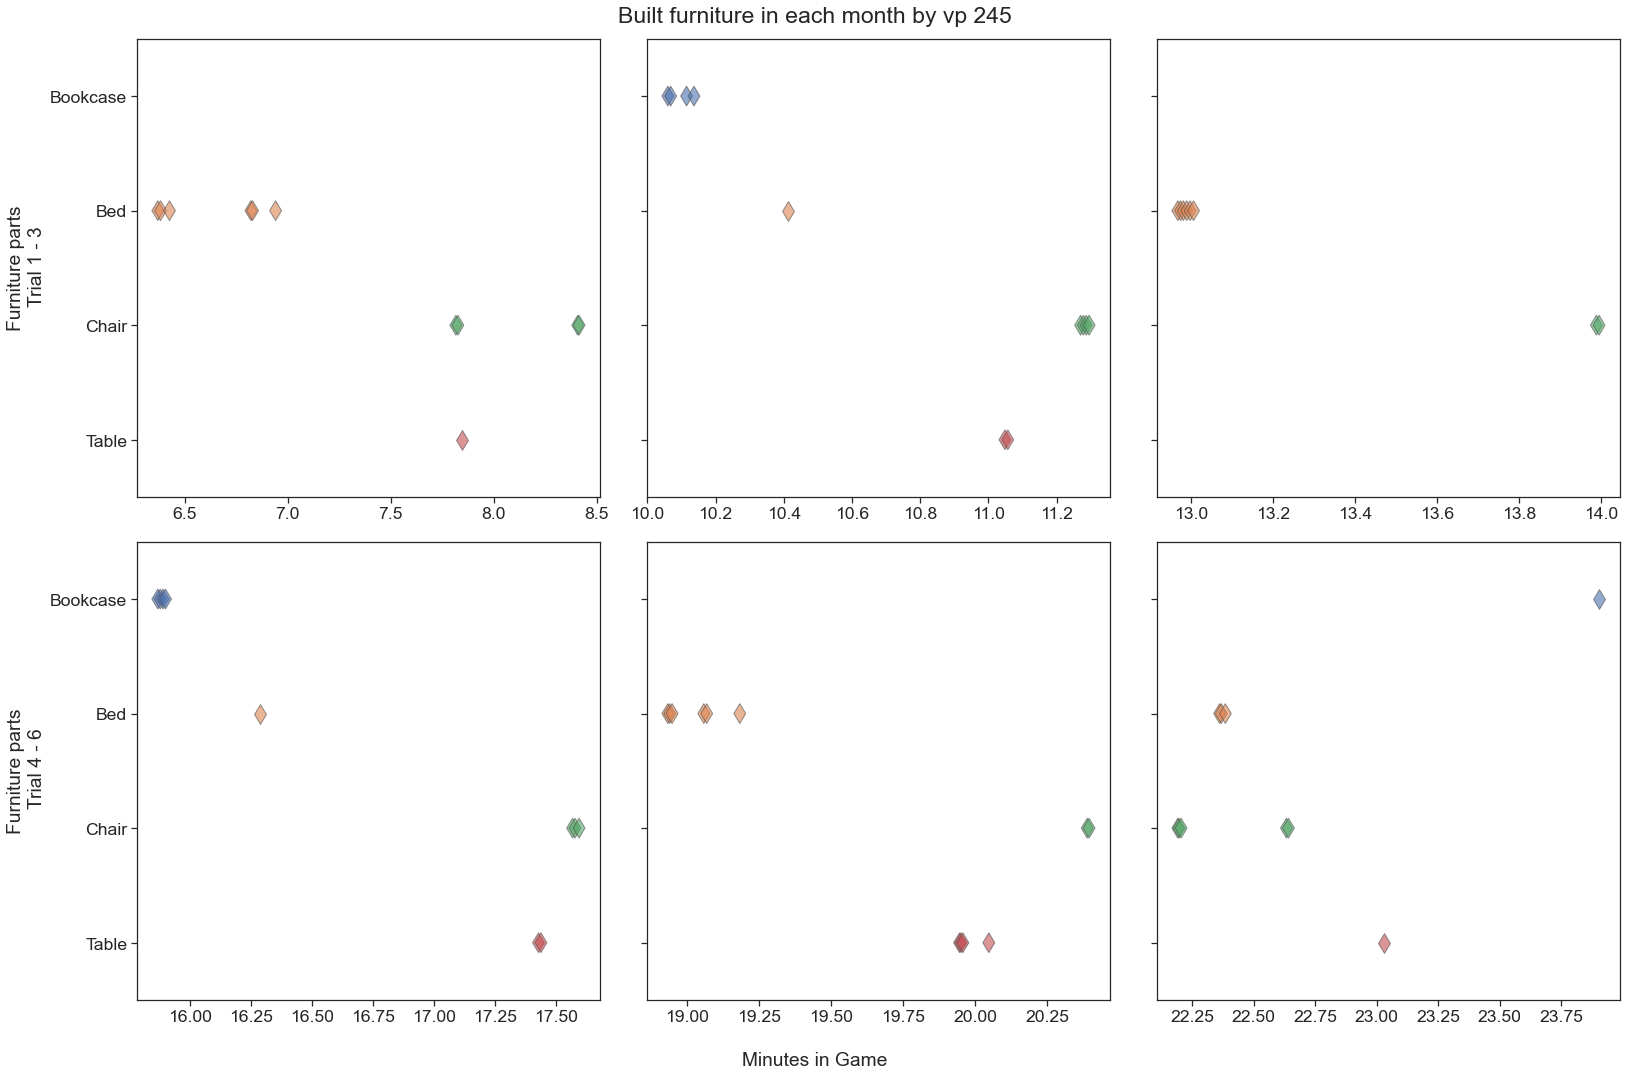 Built furniture in each month by vp 245
Furniture parts
Trial 1 - 3
Bookcase
Bed
Chair
Table
6.5 7.0 7.5 8.0 8.5
10.0 10.2 10.4 10.6 10.8 11.0 11.2
13.0 13.2 13.4 13.6 13.8 14.0
Furniture parts
Trial 4 - 6
Bookcase
Bed
Chair
Table
16.00 16.25 16.50 16.75 17.00 17.25 17.50
19.00 19.25 19.50 19.75 20.00 20.25
22.25 22.50 22.75 23.00 23.25 23.50 23.75
Minutes in Game